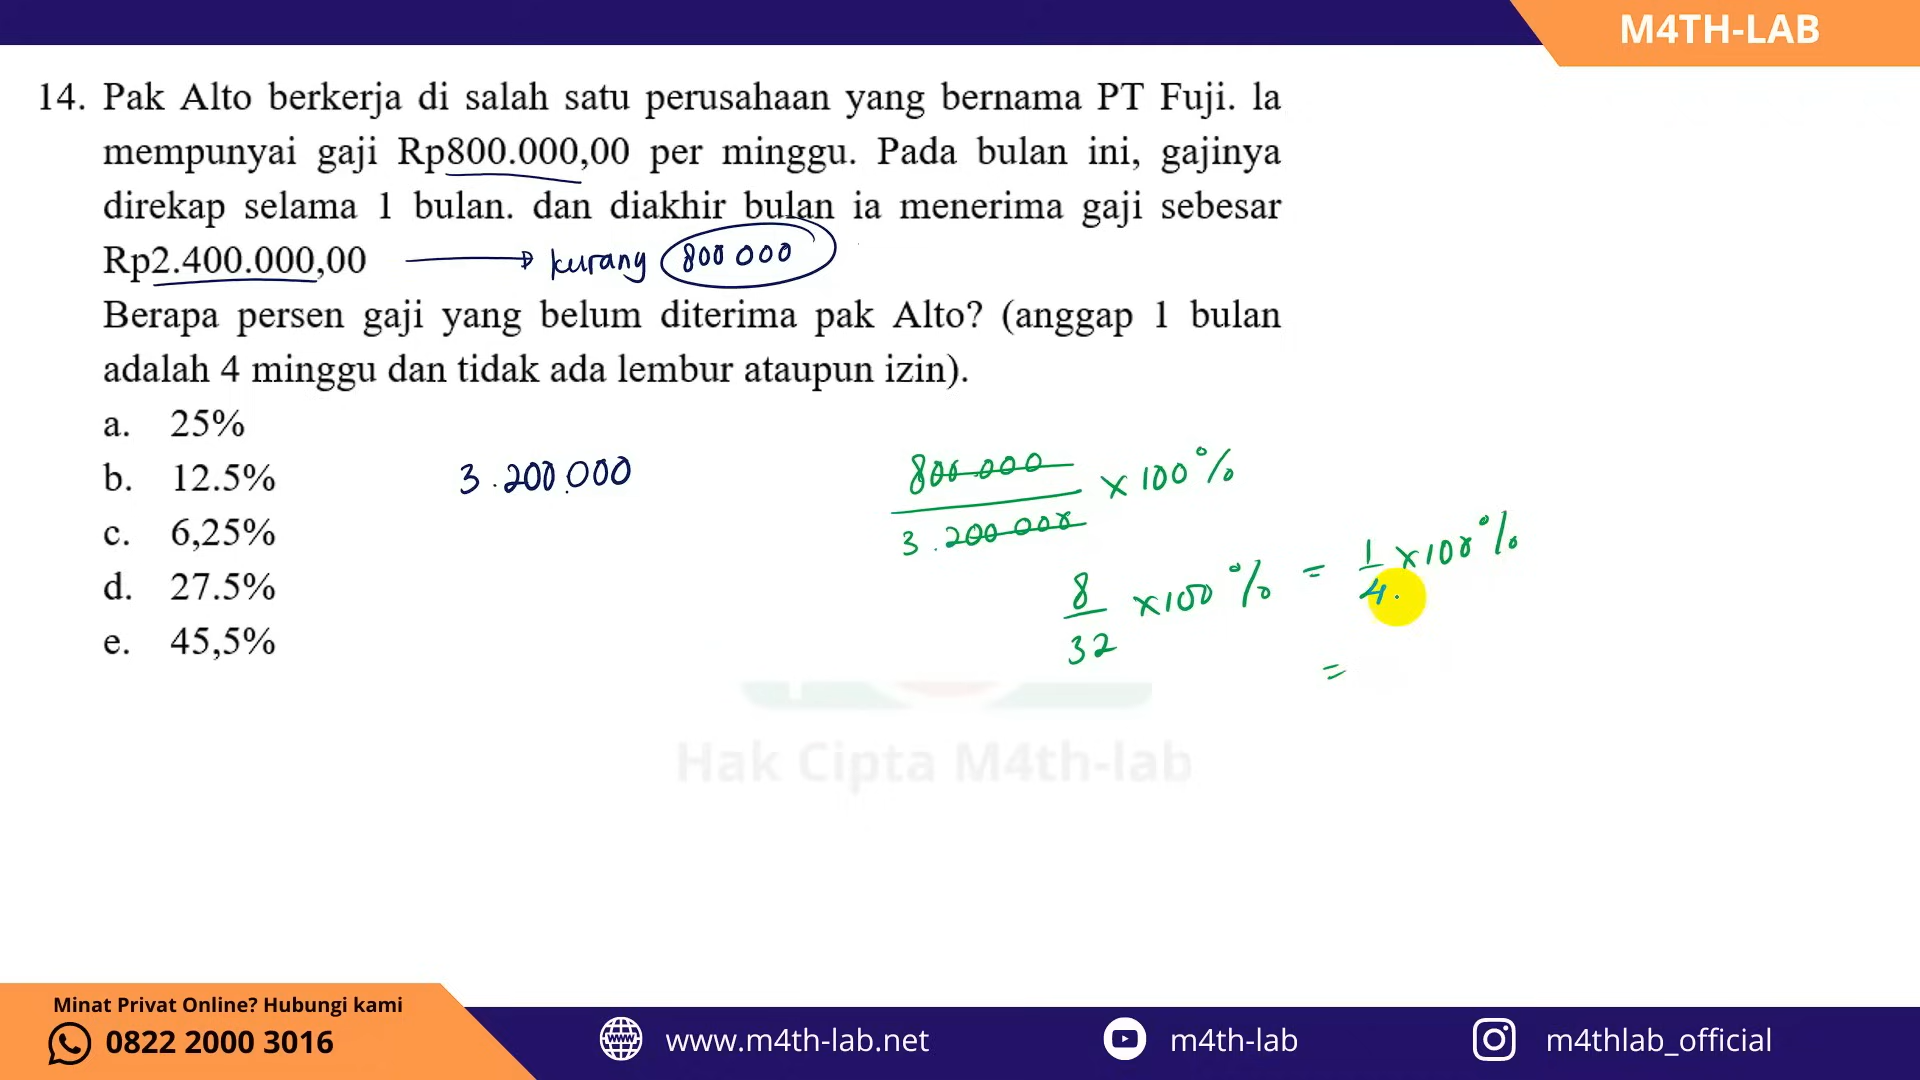 M4TH-LAB
14. Pak Alto berkerja di salah satu perusahaan yang bernama PT Fuji. la
mempunyai gaji Rp800.000,00 per minggu. Pada bulan ini, gajinya
direkap selama 1 bulan. dan diakhir bulan ia menerima gaji sebesar
Rp2.400.000,00 → kurang 800 000
Berapa persen gaji yang belum diterima pak Alto? (anggap 1 bulan
adalah 4 minggu dan tidak ada lembur ataupun izin).
a. 25%
b. 12.5%
c. 6,25%
d. 27.5%
e. 45,5%
3.200.000
800.000
3.200.000
× 100%
8
32
×100% =
1
4
×100%
=
Hak Cipta M4th-lab
Minat Privat Online? Hubungi kami
0822 2000 3016
www.m4th-lab.net
m4th-lab
m4thlab_official